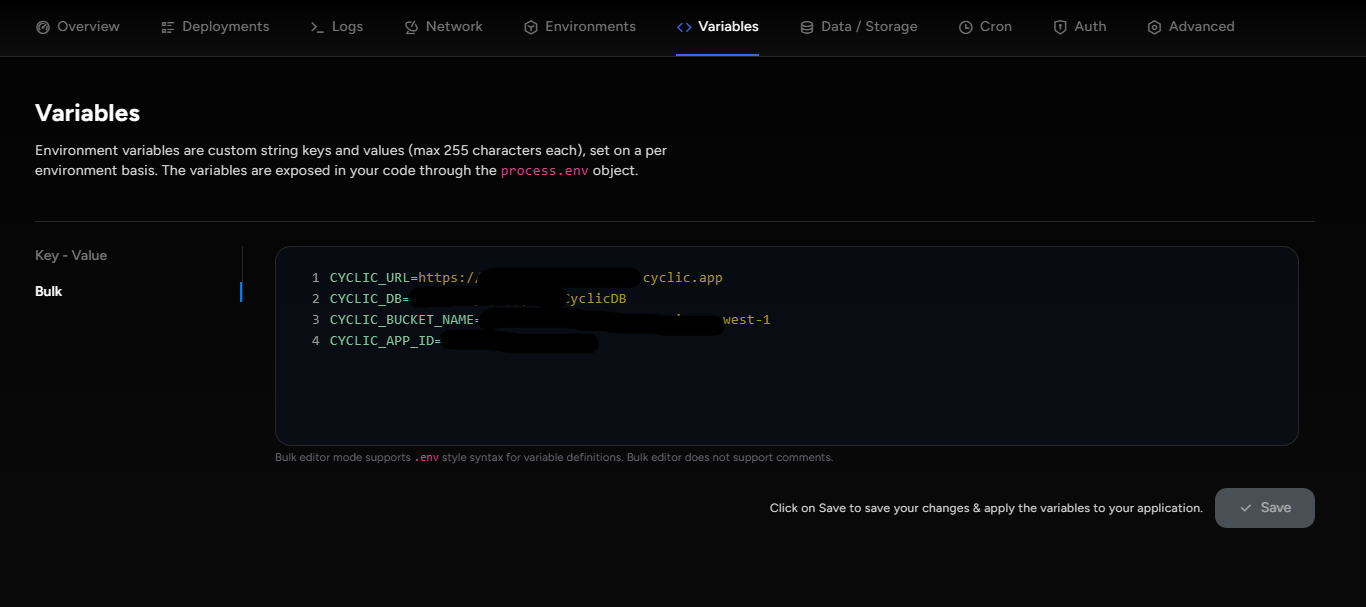 Overview Deployments Logs Network Environments Variables Data / Storage Cron Auth Advanced
Variables
Environment variables are custom string keys and values (max 255 characters each), set on a per
environment basis. The variables are exposed in your code through the process.env object.
Key - Value
Bulk
1 CYCLIC_URL=https:/ cyclic.app
2 CYCLIC_DB= CyclicDB
3 CYCLIC_BUCKET_NAME= west-1
4 CYCLIC_APP_ID=
Bulk editor mode supports .env style syntax for variable definitions. Bulk editor does not support comments.
Click on Save to save your changes & apply the variables to your application. Save